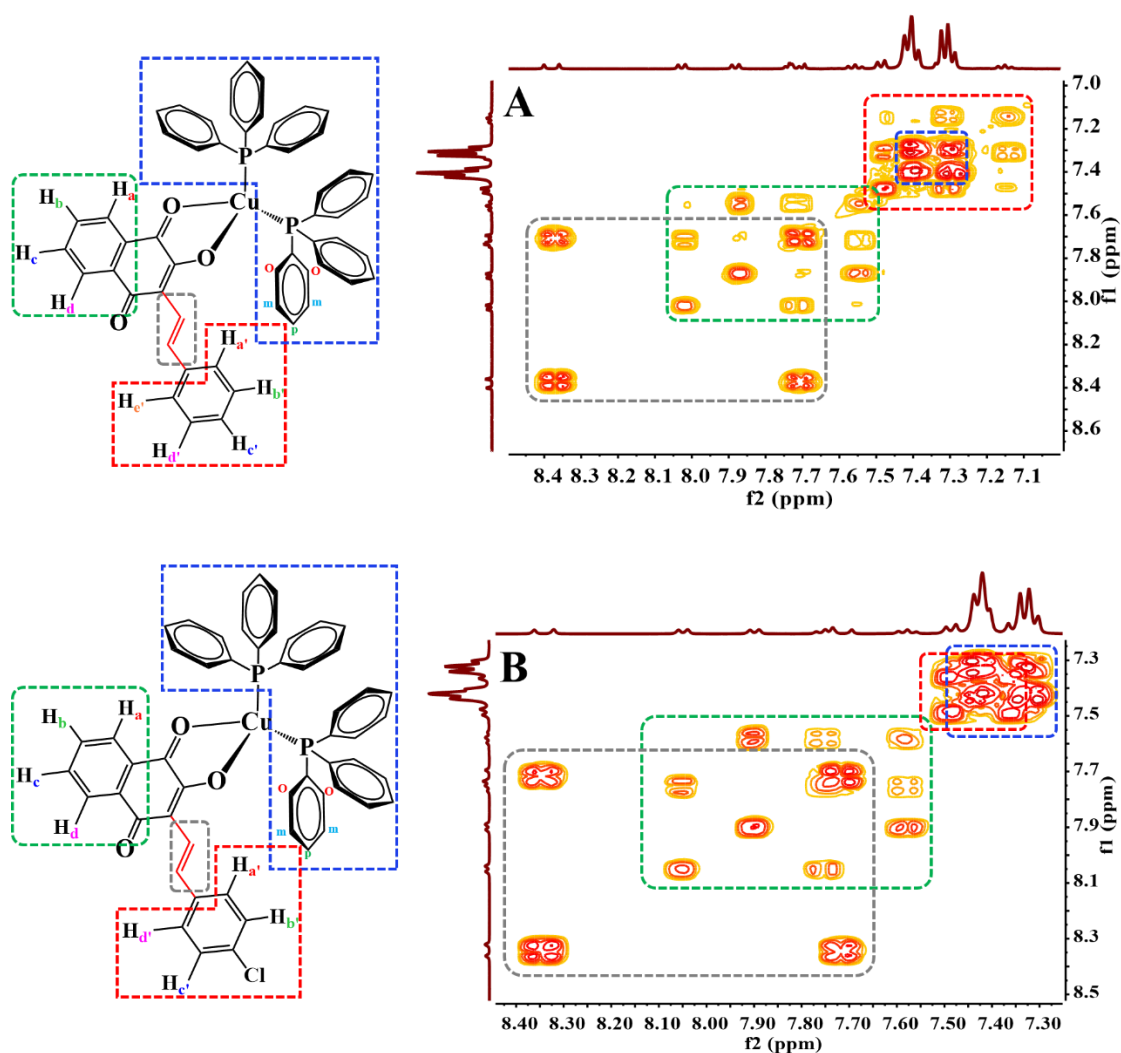 A
P
Cu
P
O
O
O
Ha
Hb
Hc
Hd
o
o
m
m
p
Ha'
Hb'
Hc'
Hd'
He'
7.0
7.2
7.4
7.6
7.8
8.0
8.2
8.4
8.6
f1 (ppm)
8.4 8.3 8.2 8.1 8.0 7.9 7.8 7.7 7.6 7.5 7.4 7.3 7.2 7.1
f2 (ppm)
B
P
Cu
P
O
O
O
Ha
Hb
Hc
Hd
o
o
m
m
p
Ha'
Hb'
Hd'
Hc'
Cl
7.3
7.5
7.7
7.9
8.1
8.3
8.5
f1 (ppm)
8.40 8.30 8.20 8.10 8.00 7.90 7.80 7.70 7.60 7.50 7.40 7.30
f2 (ppm)